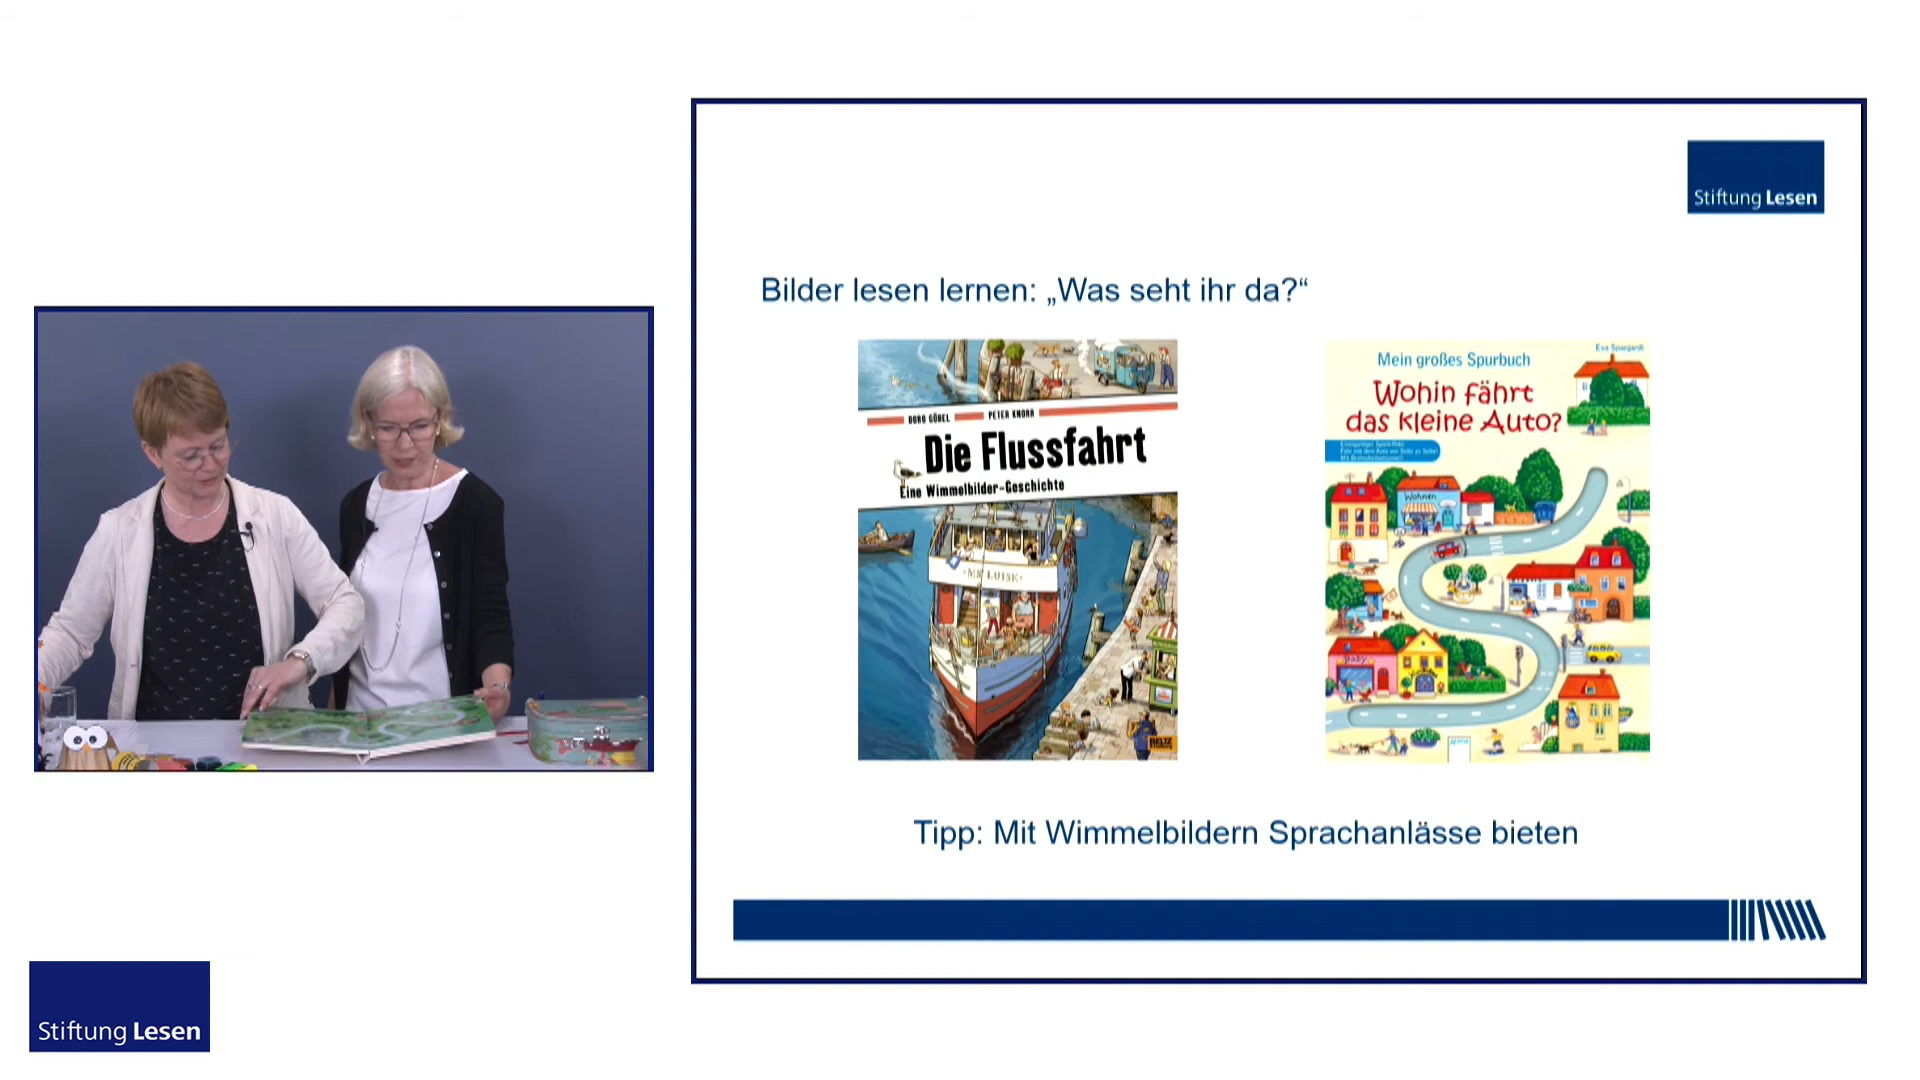 Stiftung Lesen
Bilder lesen lernen: „Was seht ihr da?“
DORO GÖBEL PETER KNORR
Die Flussfahrt
Eine Wimmelbilder-Geschichte
MS LUISE
BELTZ
Eva Spanjardt
Mein großes Spurbuch
Wohin fährt
das kleine Auto?
Wohnen
Baby
Tipp: Mit Wimmelbildern Sprachanlässe bieten
Stiftung Lesen